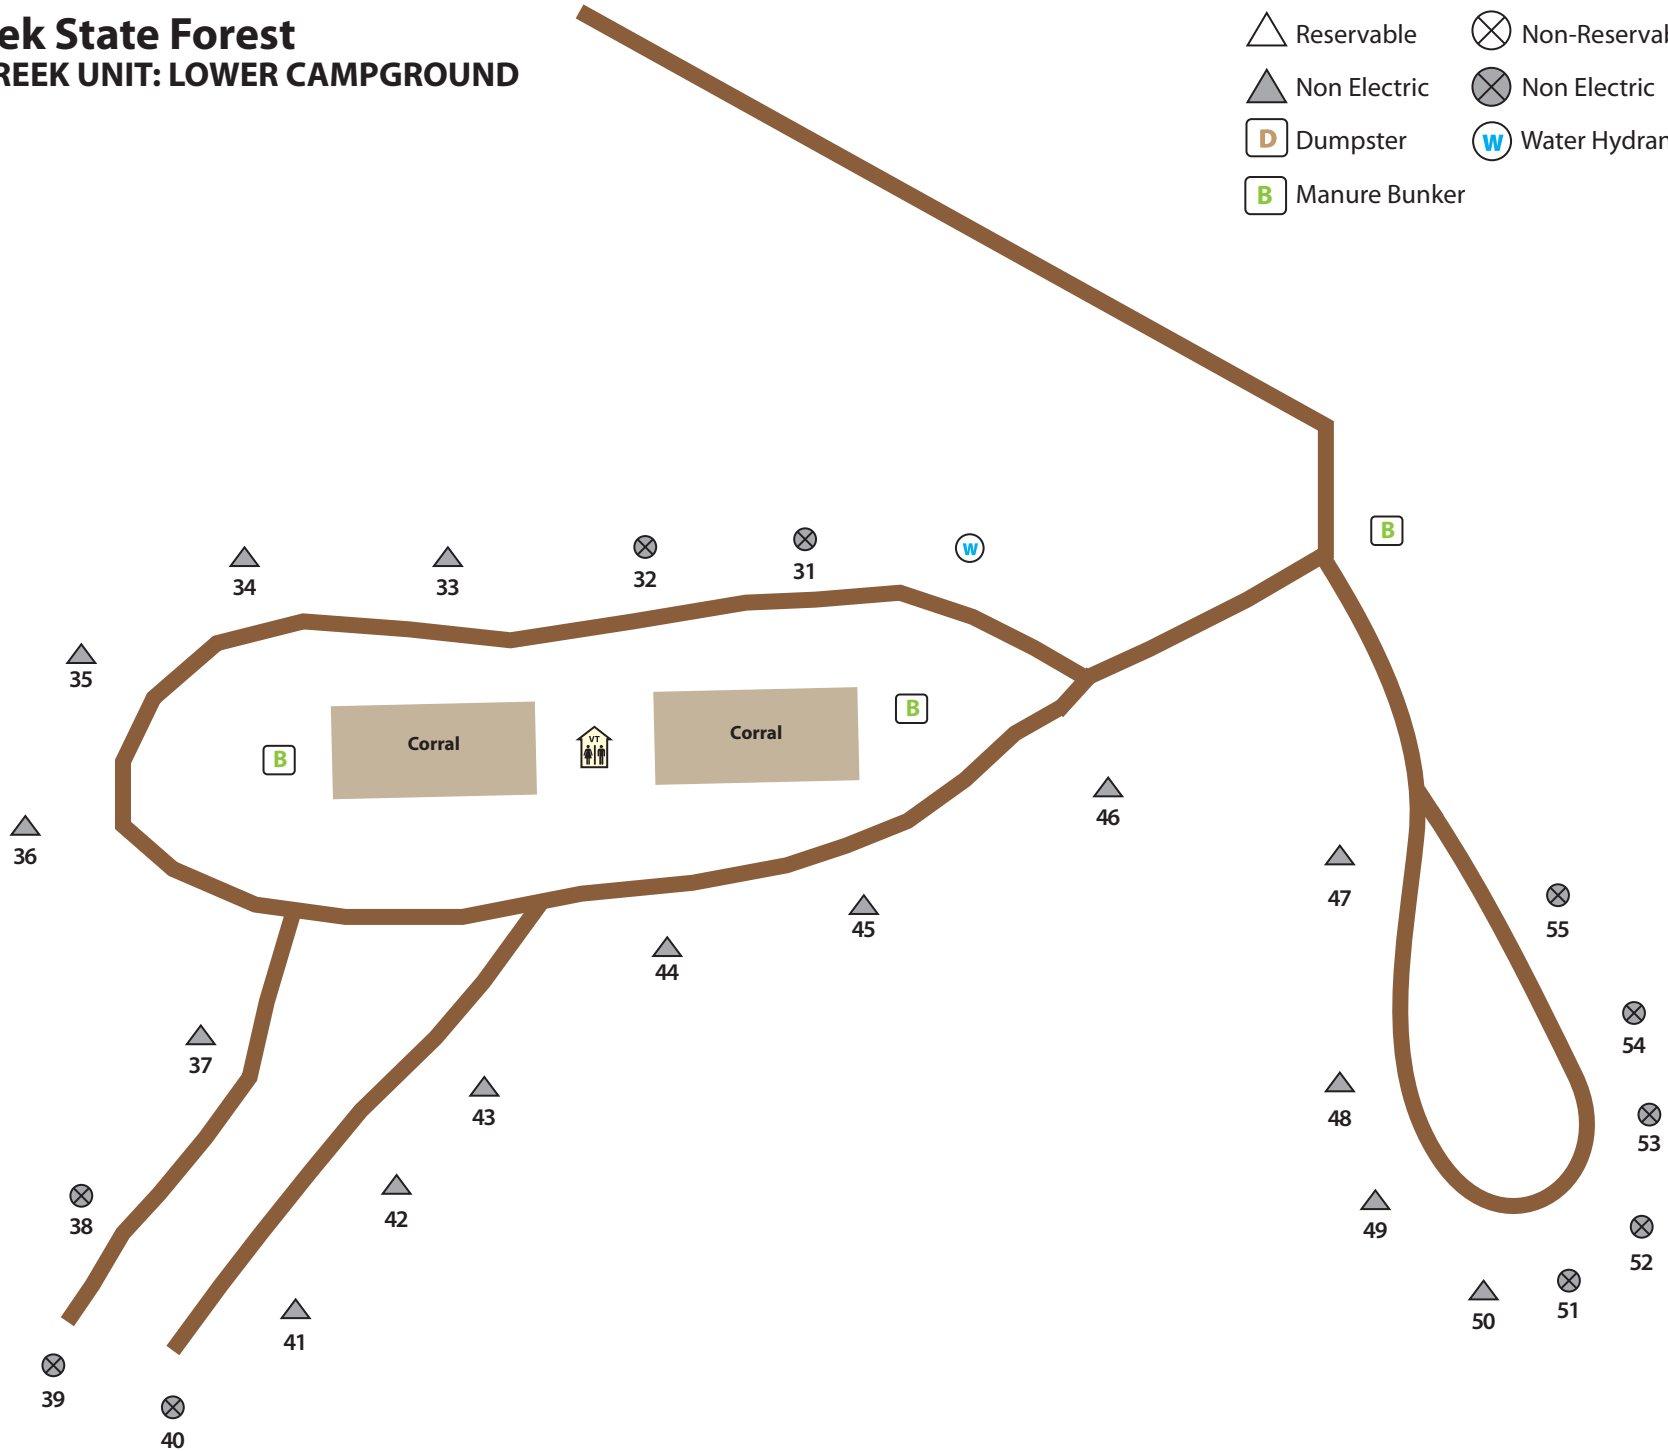 ek State Forest
REEK UNIT: LOWER CAMPGROUND
Reservable
Non-Reservab
Non Electric
Non Electric
D Dumpster
W Water Hydran
B Manure Bunker
B
W
31
32
33
34
35
Corral
Corral
B
VT
B
36
46
47
45
55
44
37
54
43
48
53
42
38
49
52
51
50
41
39
40